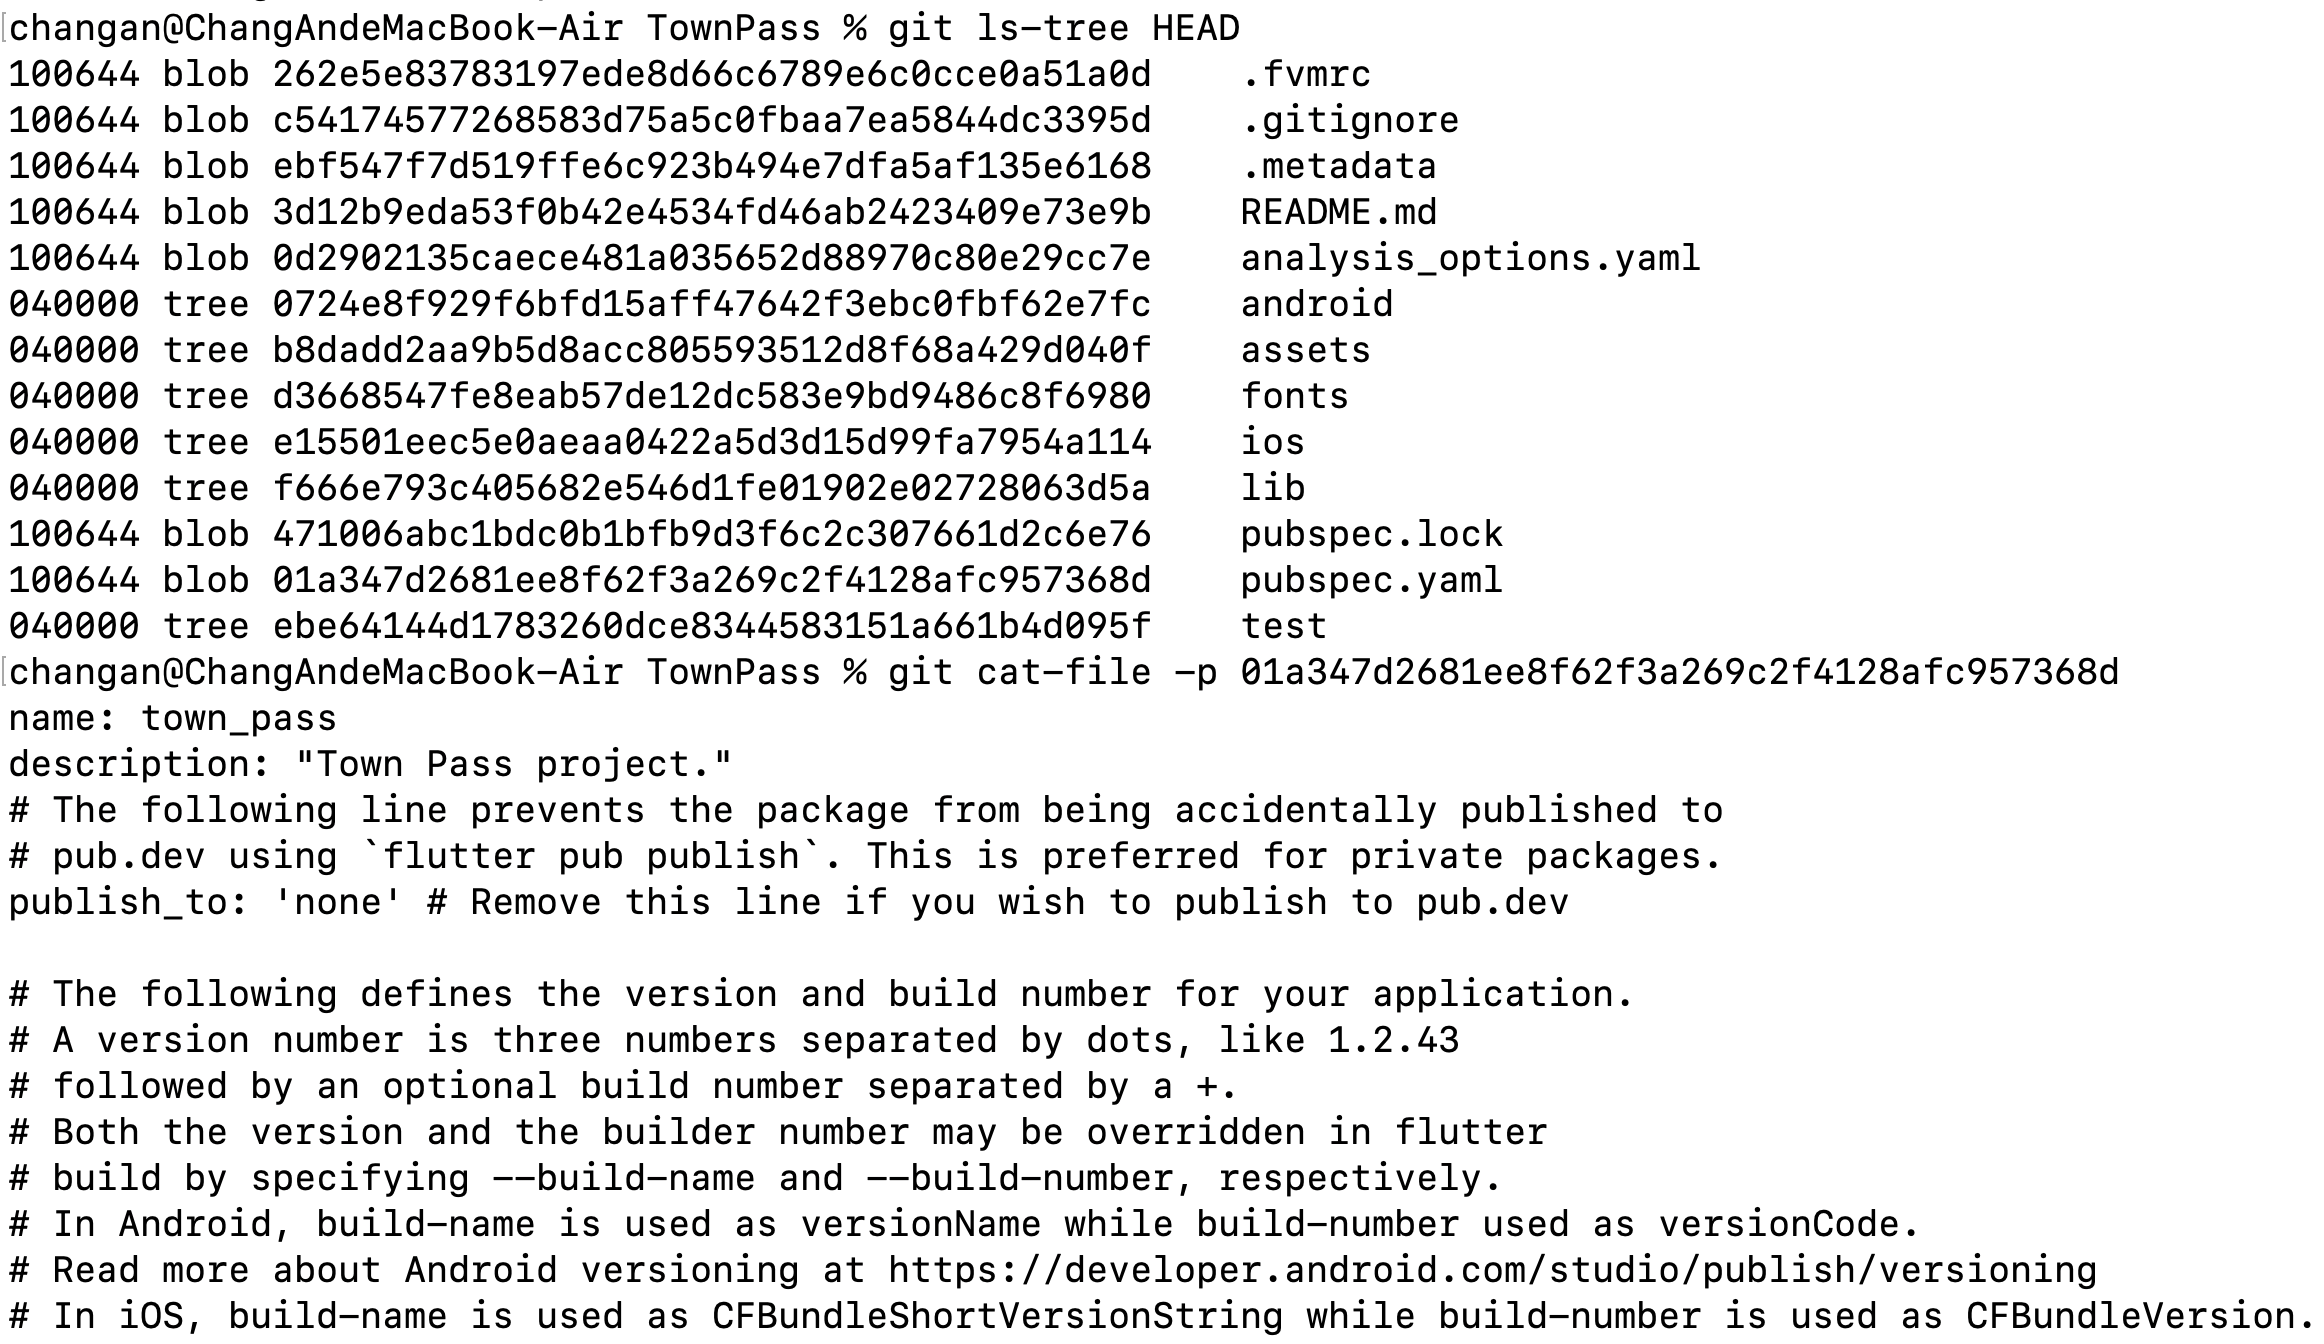 changan@ChangAndeMacBook-Air TownPass % git ls-tree HEAD
100644 blob 262e5e83783197ede8d66c6789e6c0cce0a51a0d    .fvmrc
100644 blob c54174577268583d75a5c0fbaa7ea5844dc3395d    .gitignore
100644 blob ebf547f7d519ffe6c923b494e7dfa5af135e6168    .metadata
100644 blob 3d12b9eda53f0b42e4534fd46ab2423409e73e9b    README.md
100644 blob 0d2902135caece481a035652d88970c80e29cc7e    analysis_options.yaml
040000 tree 0724e8f929f6bfd15aff47642f3ebc0fbf62e7fc    android
040000 tree b8dadd2aa9b5d8acc805593512d8f68a429d040f    assets
040000 tree d3668547fe8eab57de12dc583e9bd9486c8f6980    fonts
040000 tree e15501eec5e0aeaa0422a5d3d15d99fa7954a114    ios
040000 tree f666e793c405682e546d1fe01902e02728063d5a    lib
100644 blob 471006abc1bdc0b1bfb9d3f6c2c307661d2c6e76    pubspec.lock
100644 blob 01a347d2681ee8f62f3a269c2f4128afc957368d    pubspec.yaml
040000 tree ebe64144d1783260dce8344583151a661b4d095f    test
changan@ChangAndeMacBook-Air TownPass % git cat-file -p 01a347d2681ee8f62f3a269c2f4128afc957368d
name: town_pass
description: "Town Pass project."
# The following line prevents the package from being accidentally published to
# pub.dev using `flutter pub publish`. This is preferred for private packages.
publish_to: 'none' # Remove this line if you wish to publish to pub.dev

# The following defines the version and build number for your application.
# A version number is three numbers separated by dots, like 1.2.43
# followed by an optional build number separated by a +.
# Both the version and the builder number may be overridden in flutter
# build by specifying --build-name and --build-number, respectively.
# In Android, build-name is used as versionName while build-number used as versionCode.
# Read more about Android versioning at https://developer.android.com/studio/publish/versioning
# In iOS, build-name is used as CFBundleShortVersionString while build-number is used as CFBundleVersion.